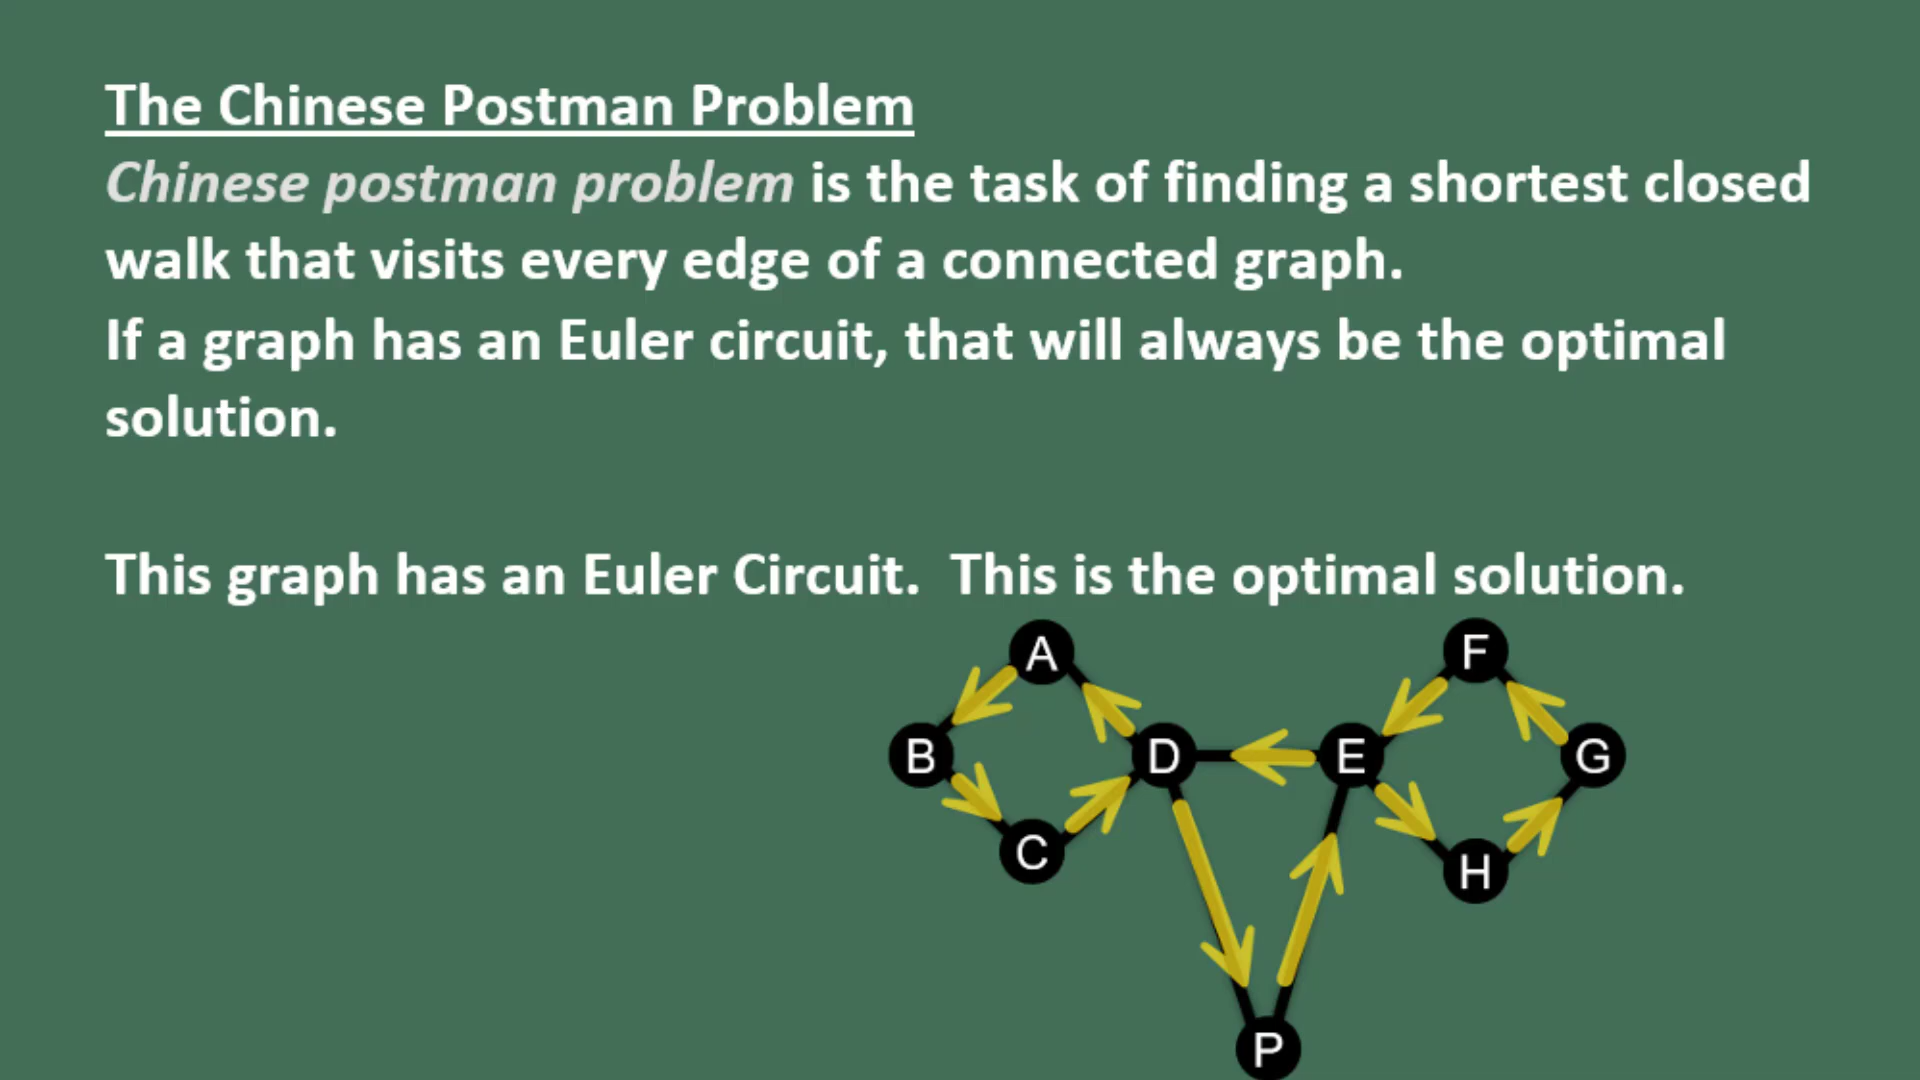 The Chinese Postman Problem
Chinese postman problem is the task of finding a shortest closed
walk that visits every edge of a connected graph.
If a graph has an Euler circuit, that will always be the optimal
solution.
This graph has an Euler Circuit.  This is the optimal solution.
A
F
B
D
E
G
C
H
P